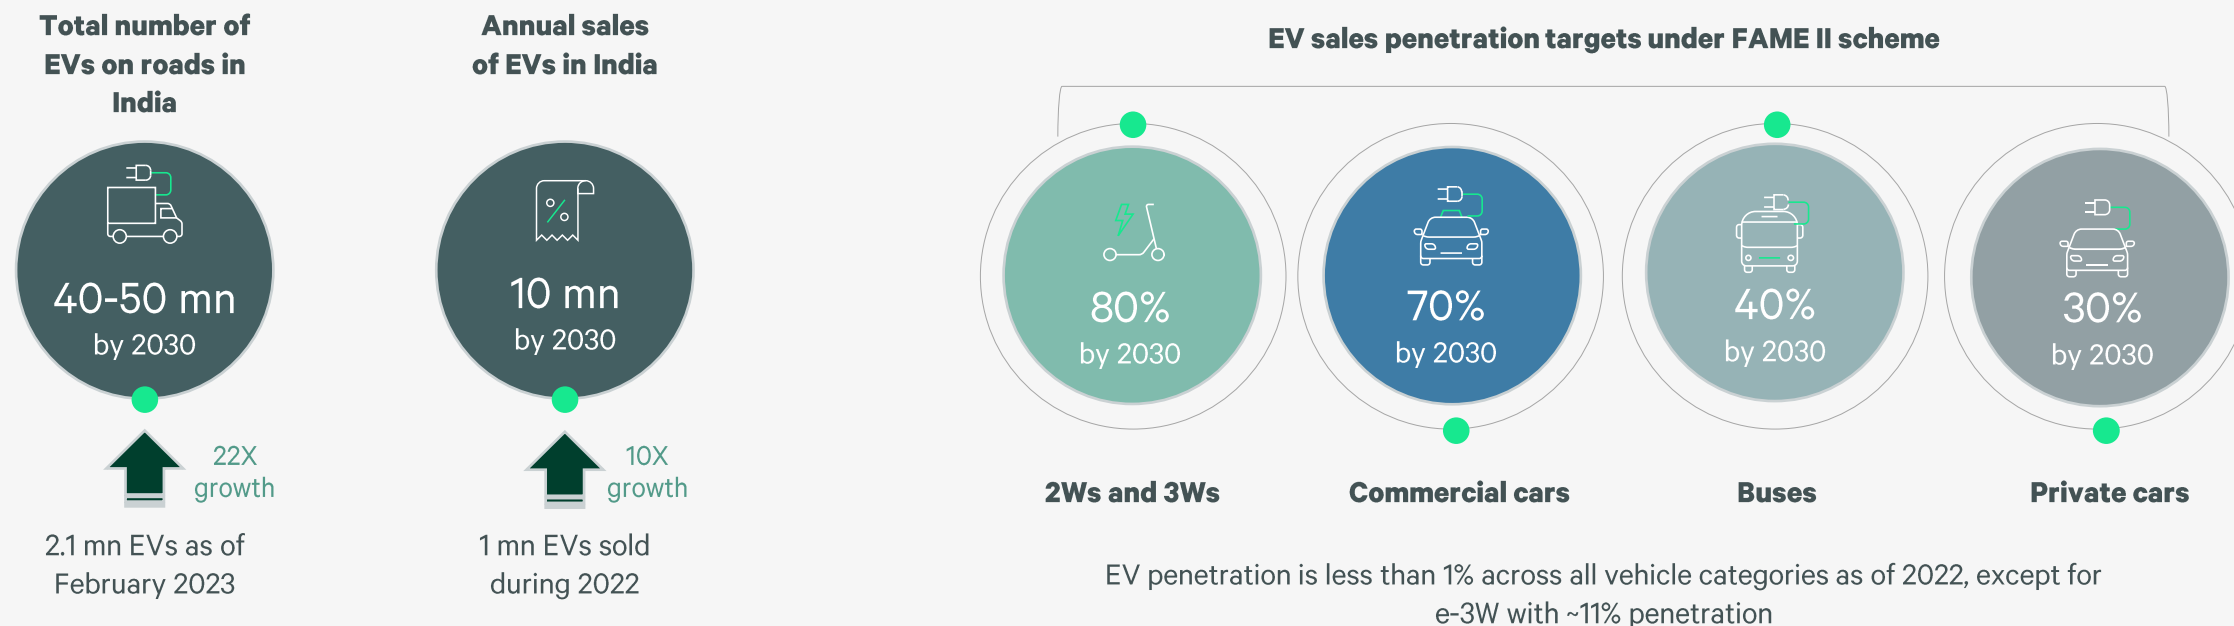 Total number of
EVs on roads in
India
40-50 mn
by 2030
22X
growth
2.1 mn EVs as of
February 2023
Annual sales
of EVs in India
%
10 mn
by 2030
10X
growth
1 mn EVs sold
during 2022
EV sales penetration targets under FAME II scheme
80%
by 2030
2Ws and 3Ws
70%
by 2030
Commercial cars
40%
by 2030
Buses
30%
by 2030
Private cars
EV penetration is less than 1% across all vehicle categories as of 2022, except for
e-3W with ~11% penetration